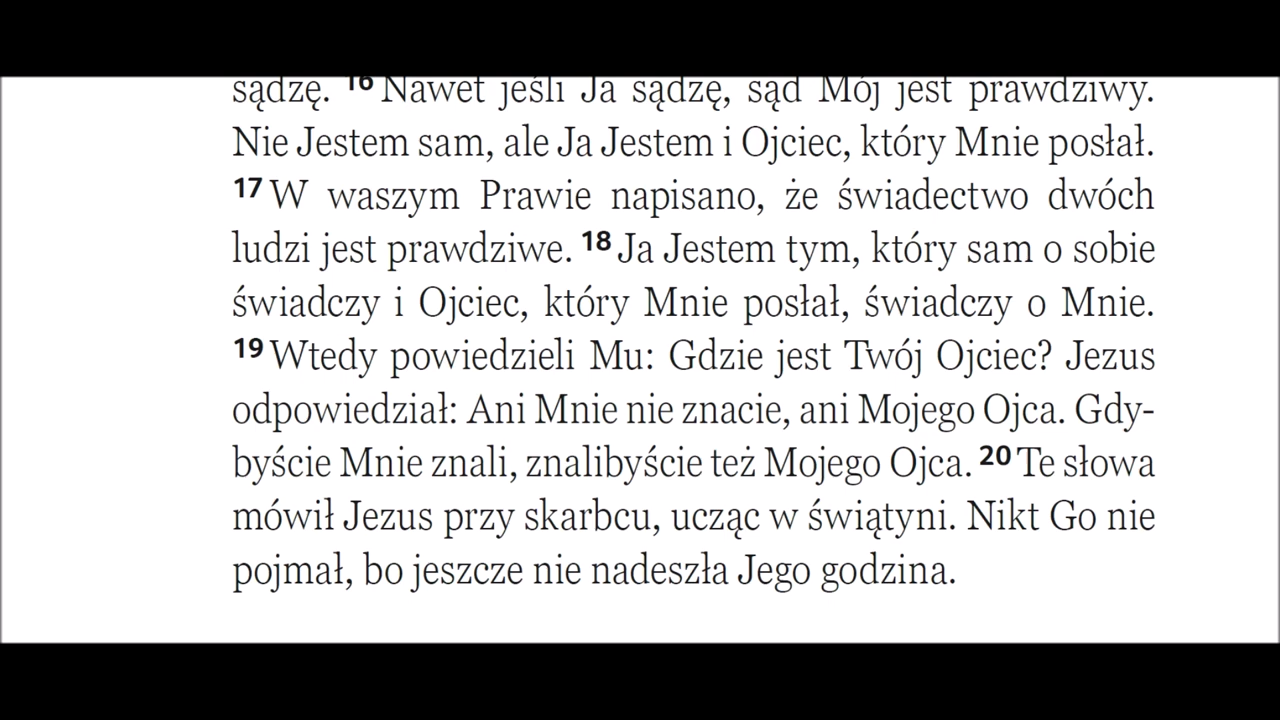 sądzę. 16 Nawet jeśli Ja sądzę, sąd Mój jest prawdziwy.
Nie Jestem sam, ale Ja Jestem i Ojciec, który Mnie posłał.
17 W waszym Prawie napisano, że świadectwo dwóch
ludzi jest prawdziwe. 18 Ja Jestem tym, który sam o sobie
świadczy i Ojciec, który Mnie posłał, świadczy o Mnie.
19 Wtedy powiedzieli Mu: Gdzie jest Twój Ojciec? Jezus
odpowiedział: Ani Mnie nie znacie, ani Mojego Ojca. Gdy-
byście Mnie znali, znalibyście też Mojego Ojca. 20 Te słowa
mówił Jezus przy skarbcu, ucząc w świątyni. Nikt Go nie
pojmał, bo jeszcze nie nadeszła Jego godzina.